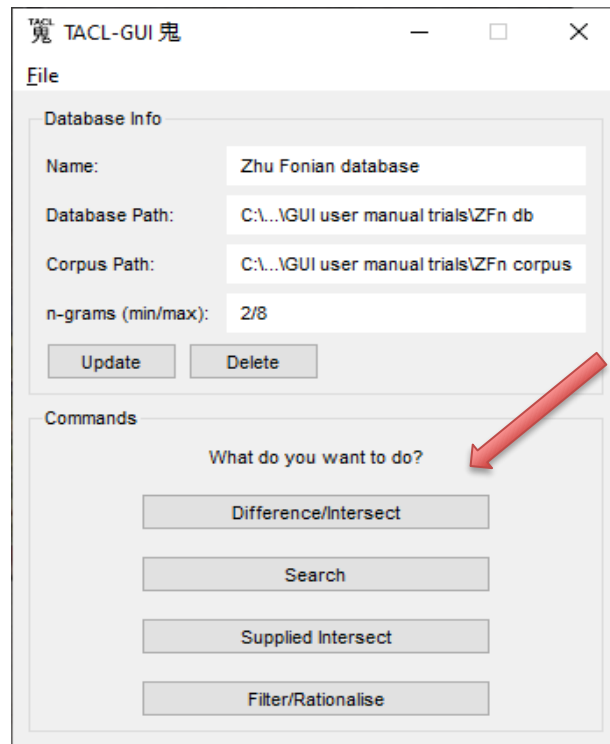 TACL-GUI 鬼
File
Database Info
Name: Zhu Fonian database
Database Path: C:\...\GUI user manual trials\ZFn db
Corpus Path: C:\...\GUI user manual trials\ZFn corpus
n-grams (min/max): 2/8
Update Delete
Commands
What do you want to do?
Difference/Intersect
Search
Supplied Intersect
Filter/Rationalise